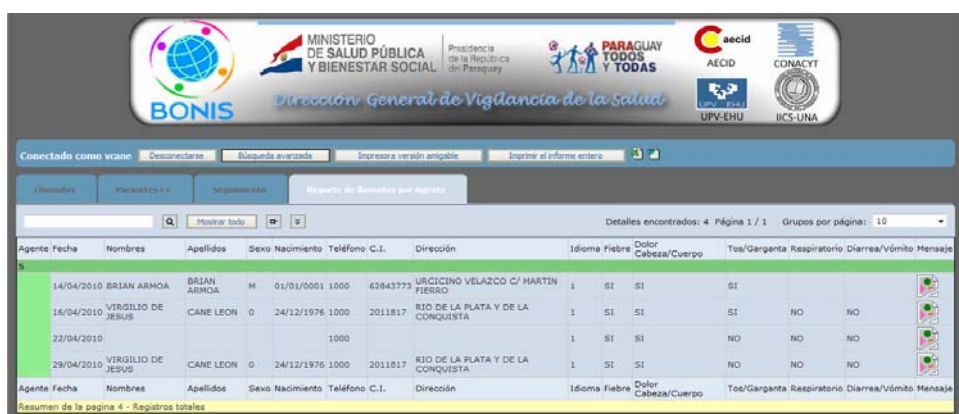 BONIS
MINISTERIO
DE SALUD PÚBLICA
Y BIENESTAR SOCIAL
Presidencia
de la República
del Paraguay
PARAGUAY
TODOS
Y TODAS
aecid
AECID
CONACYT
UPV EHU
UPV-EHU
IICS-UNA
Dirección General de Vigilancia de la Salud
Conectado como vcane Desconectarse Búsqueda avanzada Impresora versión amigable Imprimir el informe entero
Llamadas Pacientes++ Seguimiento Reporte de llamadas por Agente
Mostrar todo Detalles encontrados: 4 Página 1 / 1 Grupos por página: 10
Agente Fecha Nombres Apellidos Sexo Nacimiento Teléfono C.I. Dirección Idioma Fiebre Dolor Cabeza/Cuerpo Tos/Garganta Respiratorio Diarrea/Vómito Mensaje
5
14/04/2010 BRIAN ARMOA BRIAN ARMOA M 01/01/0001 1000 62843773 URCICINO VELAZCO C/ MARTIN FIERRO 1 SI SI SI
16/04/2010 VIRGILIO DE JESUS CANE LEON 0 24/12/1976 1000 2011817 RIO DE LA PLATA Y DE LA CONQUISTA 1 SI SI SI NO NO
22/04/2010 1000 1 SI SI NO NO NO
29/04/2010 VIRGILIO DE JESUS CANE LEON 0 24/12/1976 1000 2011817 RIO DE LA PLATA Y DE LA CONQUISTA 1 SI SI NO NO NO
Agente Fecha Nombres Apellidos Sexo Nacimiento Teléfono C.I. Dirección Idioma Fiebre Dolor Cabeza/Cuerpo Tos/Garganta Respiratorio Diarrea/Vómito Mensaje
Resumen de la pagina 4 - Registros totales